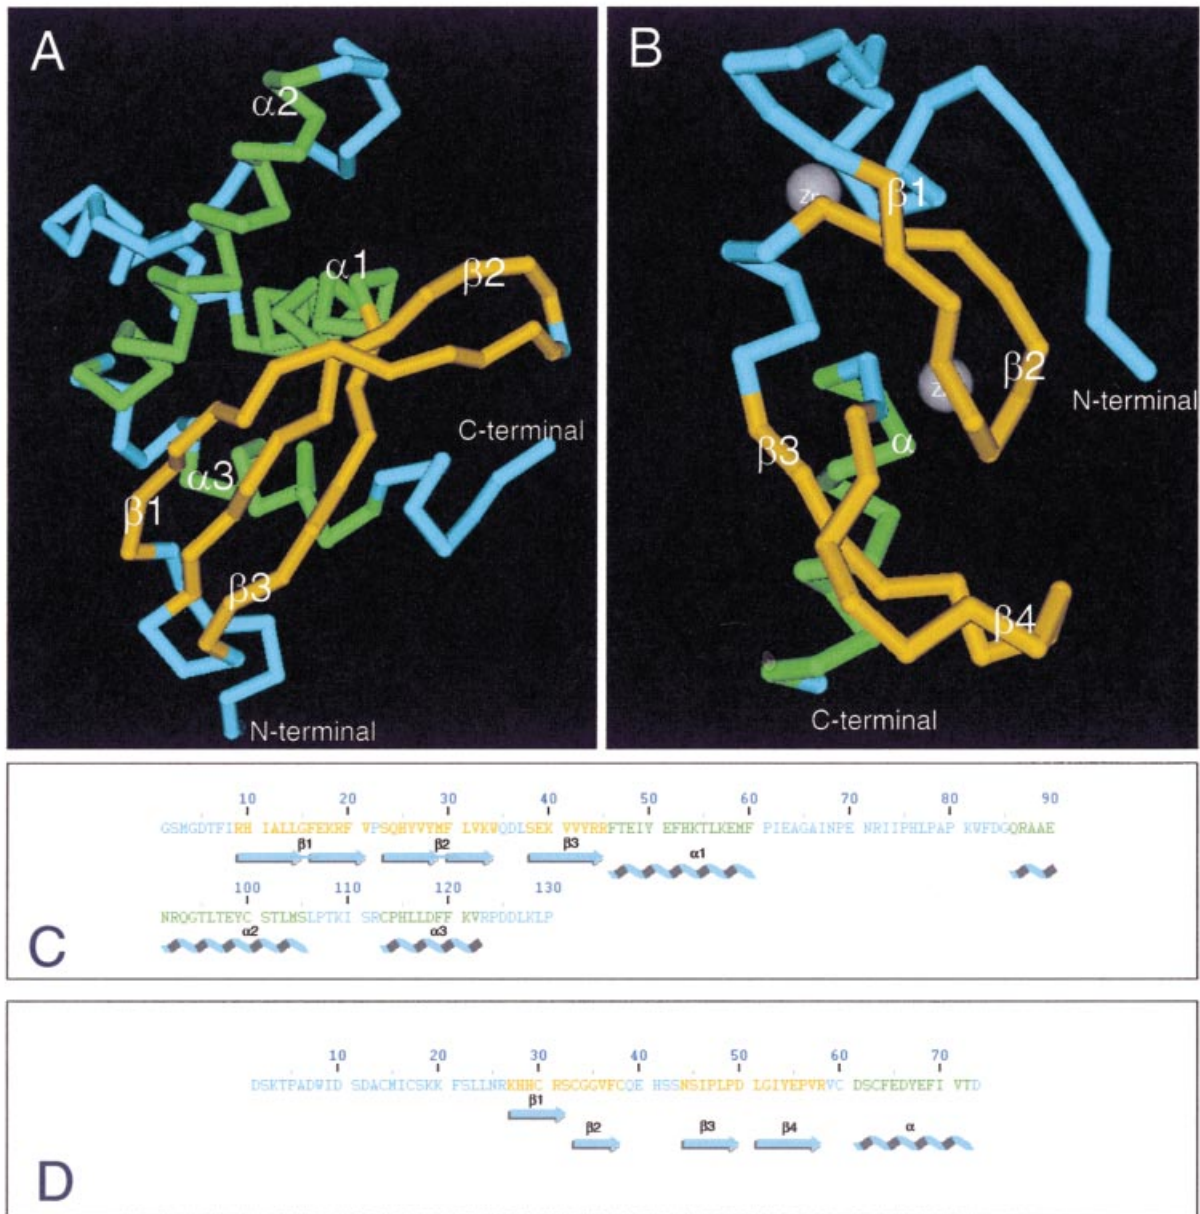 A
α2
α1
β2
C-terminal
α3
β1
β3
N-terminal
B
β1
β2
N-terminal
β3
α
β4
C-terminal
10 20 30 40 50 60 70 80 90
GSMGDTFIRH IALLGFEKRF VPSQHYVYMF LVKWQDLSEK VVYRRFTEIY EFHKTLKEMF PIEAGAINPE NRIIPHLPAP KWFDGQRAAE
β1 β2 β3 α1
100 110 120 130
NRQGTLTEYC STLMSLPTKI SRCPHLLDFF KVRPDDLKLP
α2 α3
C
10 20 30 40 50 60 70
DSKTPADWID SDACMICSKK FSLLNRKHHC RSCGGVFCQE HSSNSIPLPD LGIYEPVRVC DSCFEDYEFI VTD
β1
β2 β3 β4 α
D